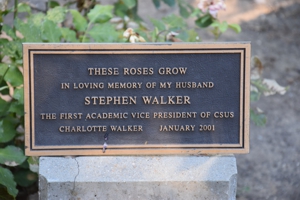 THESE ROSES GROW
IN LOVING MEMORY OF MY HUSBAND
STEPHEN WALKER
THE FIRST ACADEMIC VICE PRESIDENT OF CSUS
CHARLOTTE WALKER JANUARY 2001